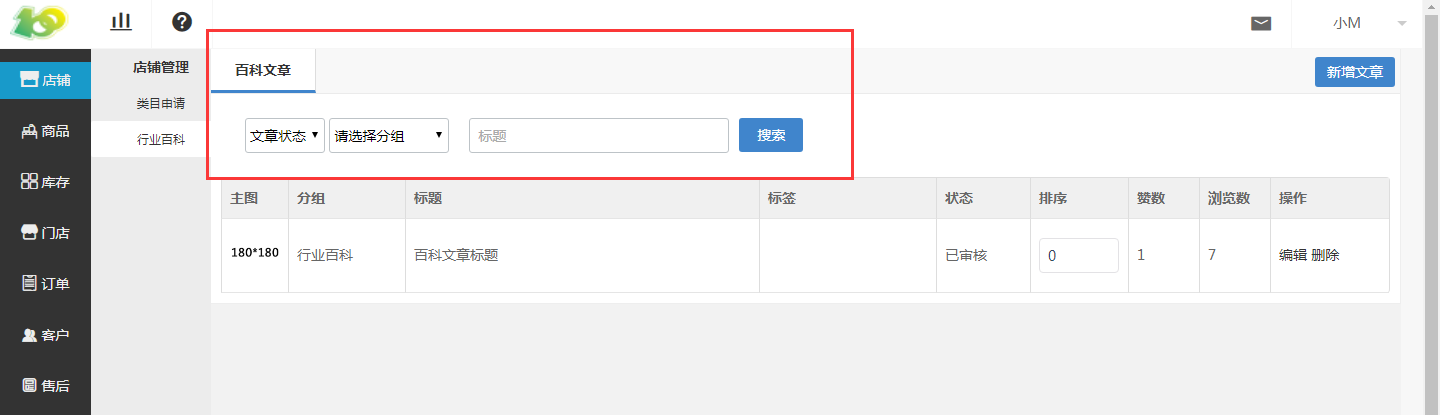 小M
店铺
商品
库存
门店
订单
客户
售后
店铺管理
类目申请
行业百科
百科文章
新增文章
文章状态 请选择分组 标题 搜索
主图 分组 标题 标签 状态 排序 赞数 浏览数 操作
180*180 行业百科 百科文章标题 已审核 0 1 7 编辑 删除